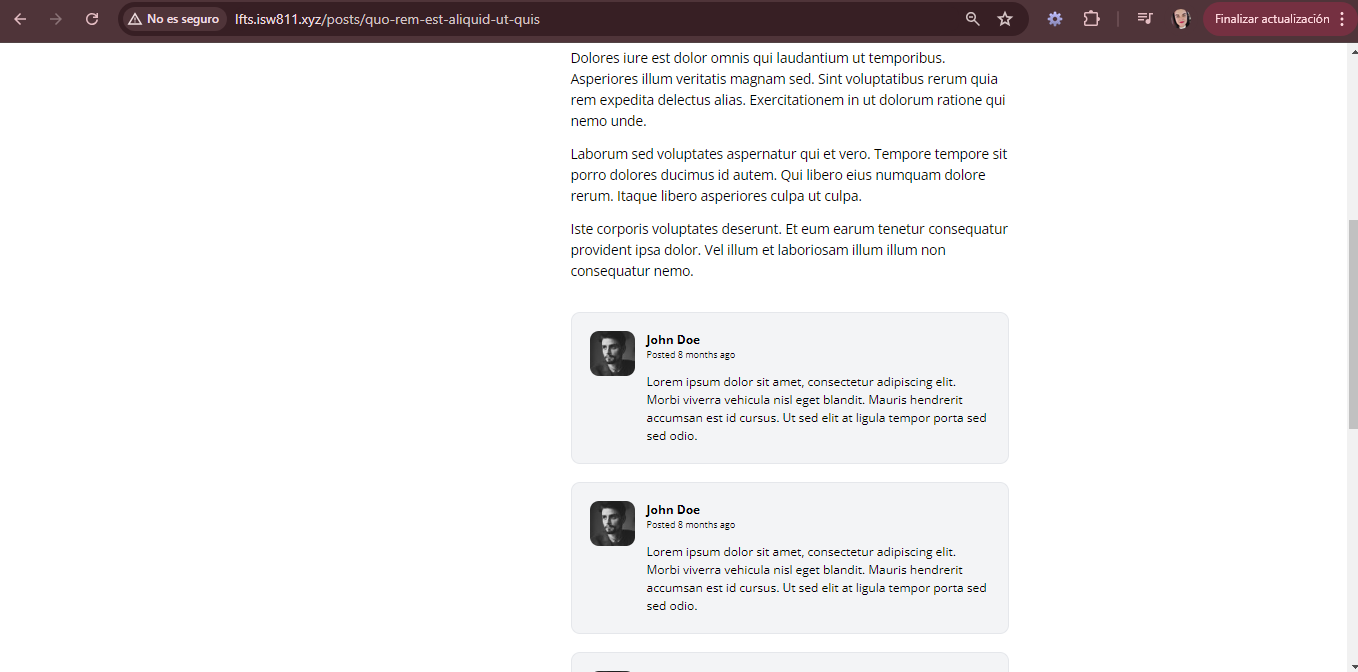 No es seguro
lfts.isw811.xyz/posts/quo-rem-est-aliquid-ut-quis
Finalizar actualización
Dolores iure est dolor omnis qui laudantium ut temporibus.
Asperiores illum veritatis magnam sed. Sint voluptatibus rerum quia
rem expedita delectus alias. Exercitationem in ut dolorum ratione qui
nemo unde.
Laborum sed voluptates aspernatur qui et vero. Tempore tempore sit
porro dolores ducimus id autem. Qui libero eius numquam dolore
rerum. Itaque libero asperiores culpa ut culpa.
Iste corporis voluptates deserunt. Et eum earum tenetur consequatur
provident ipsa dolor. Vel illum et laboriosam illum illum non
consequatur nemo.
John Doe
Posted 8 months ago
Lorem ipsum dolor sit amet, consectetur adipiscing elit.
Morbi viverra vehicula nisl eget blandit. Mauris hendrerit
accumsan est id cursus. Ut sed elit at ligula tempor porta sed
sed odio.
John Doe
Posted 8 months ago
Lorem ipsum dolor sit amet, consectetur adipiscing elit.
Morbi viverra vehicula nisl eget blandit. Mauris hendrerit
accumsan est id cursus. Ut sed elit at ligula tempor porta sed
sed odio.